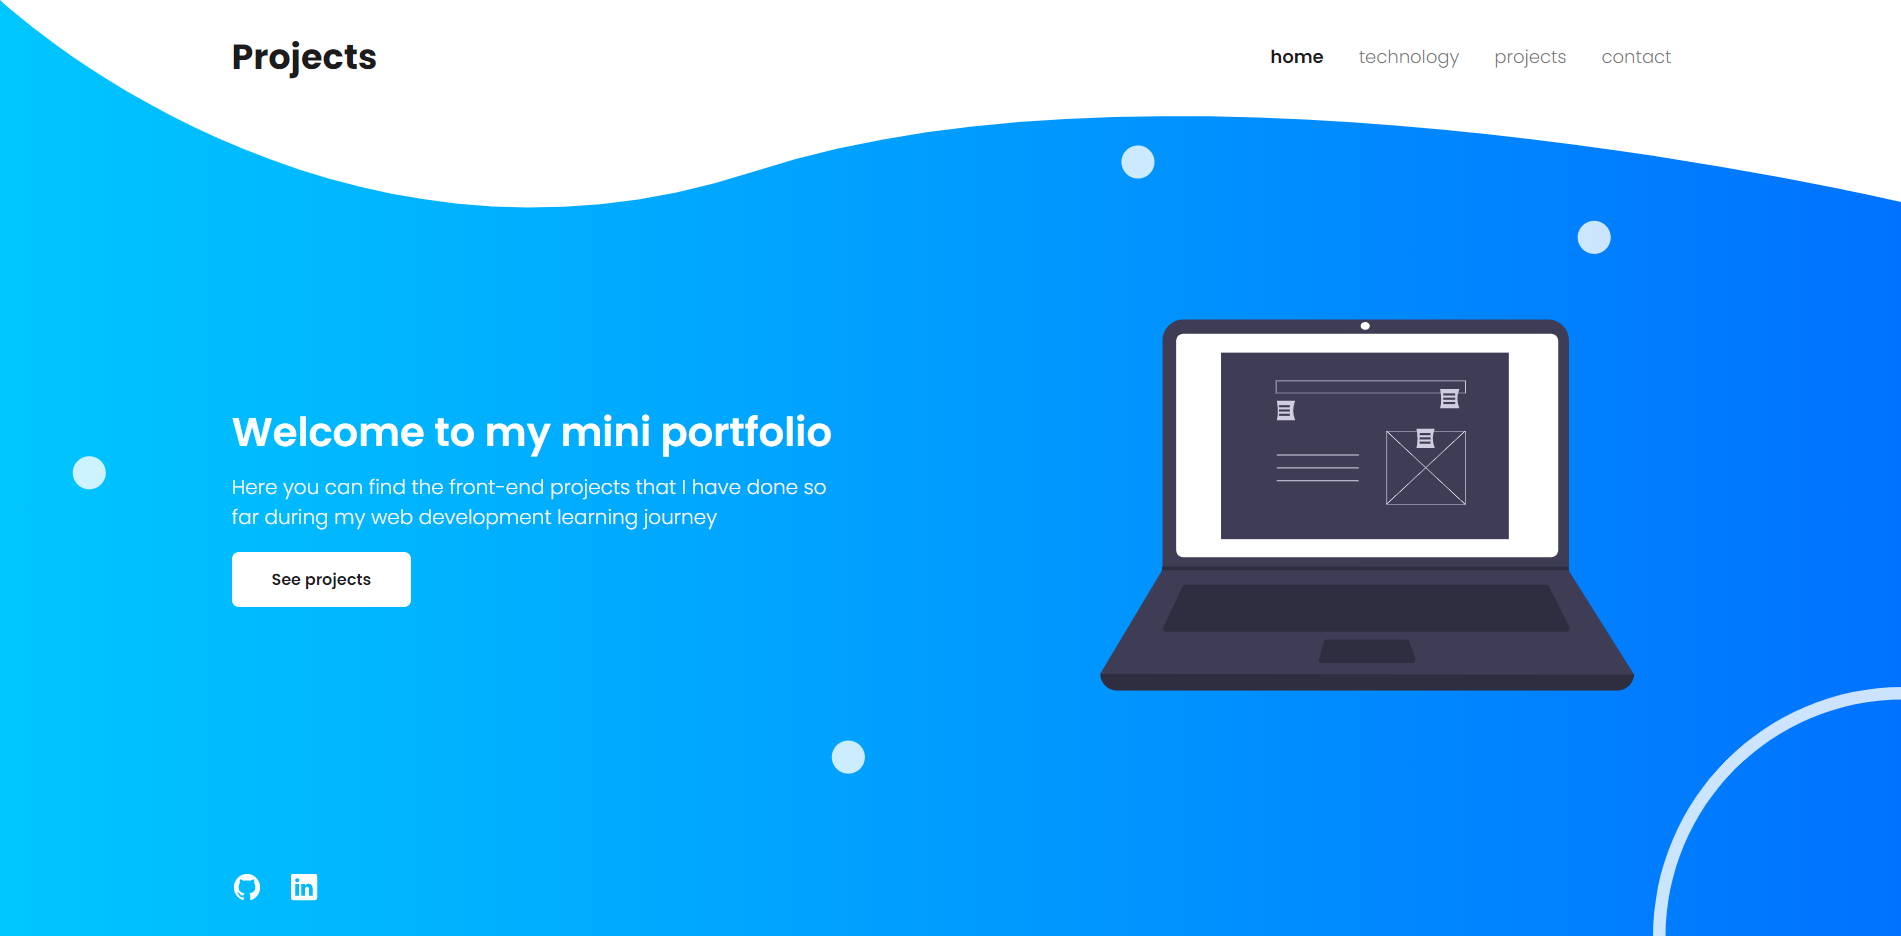 Projects
home technology projects contact
Welcome to my mini portfolio
Here you can find the front-end projects that I have done so
far during my web development learning journey
See projects
in